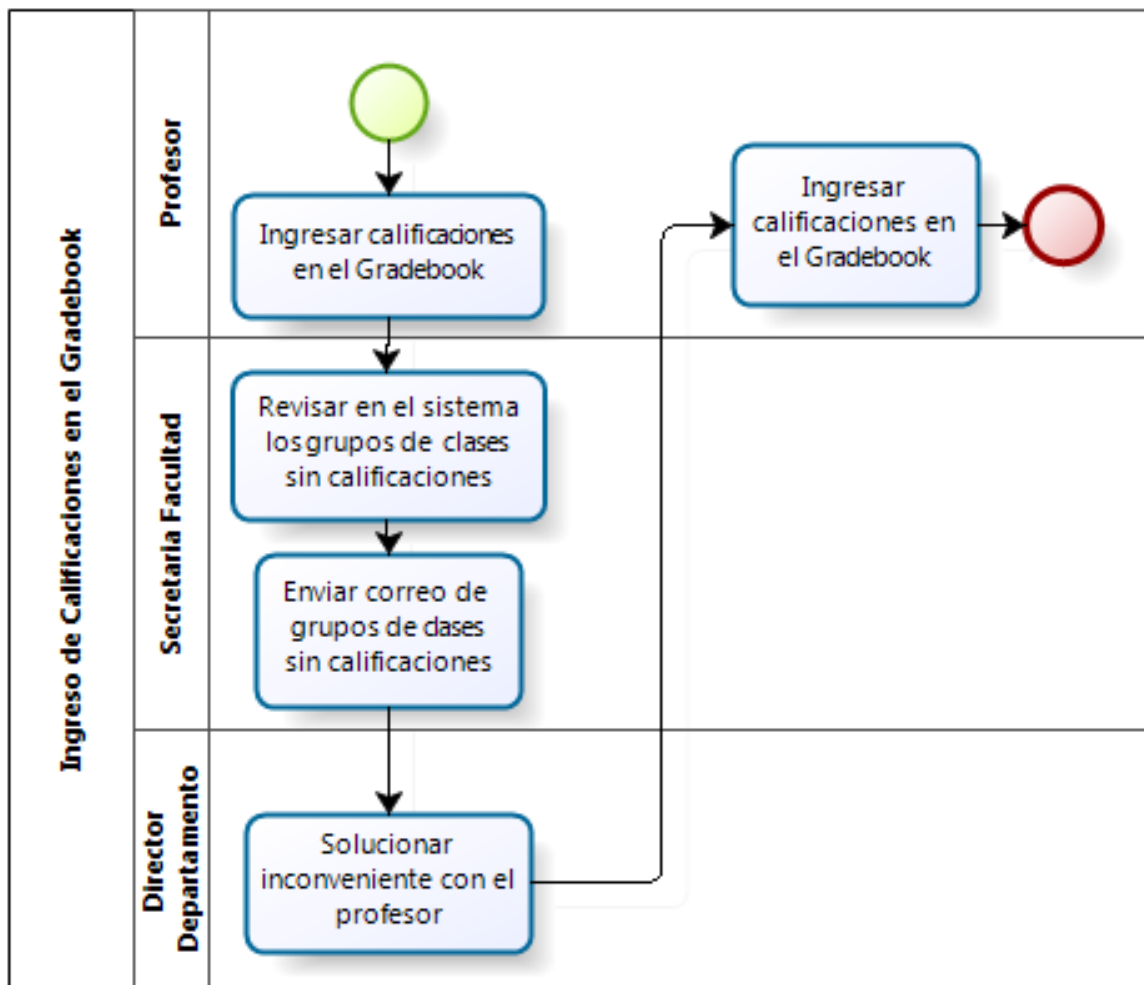 Ingreso de Calificaciones en el Gradebook
Profesor
Ingresar calificaciones
en el Gradebook
Ingresar
calificaciones en
el Gradebook
Secretaria Facultad
Revisar en el sistema
los grupos de clases
sin calificaciones
Enviar correo de
grupos de clases
sin calificaciones
Director
Departamento
Solucionar
inconveniente con el
profesor